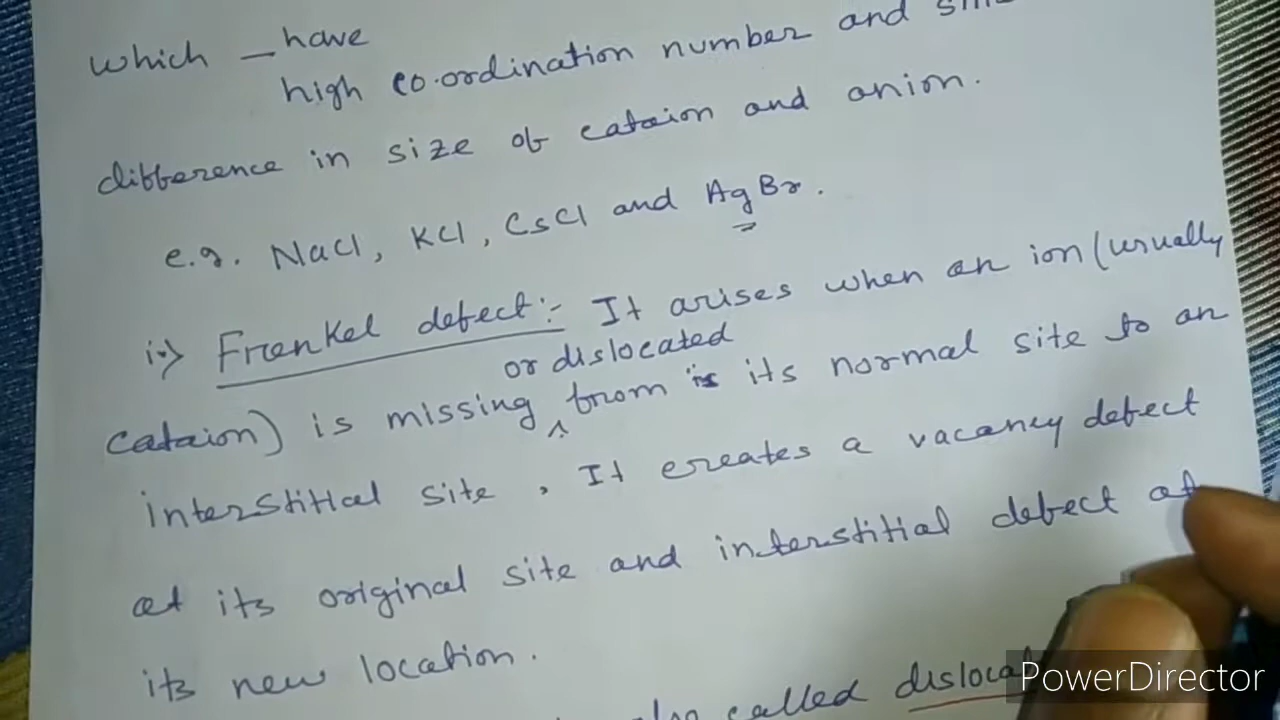 which — have
high co.ordination number and
difference in size of cataion and anion.
e.g. NaCl, KCl, CsCl and AgBr.
ii) Frenkel defect:- It arises when an ion (usually
or dislocated
cataion) is missing ^ from is its normal site to an
interstitial site, It creates a vacancy defect
at its original site and interstitial defect at
its new location.
also called
PowerDirector